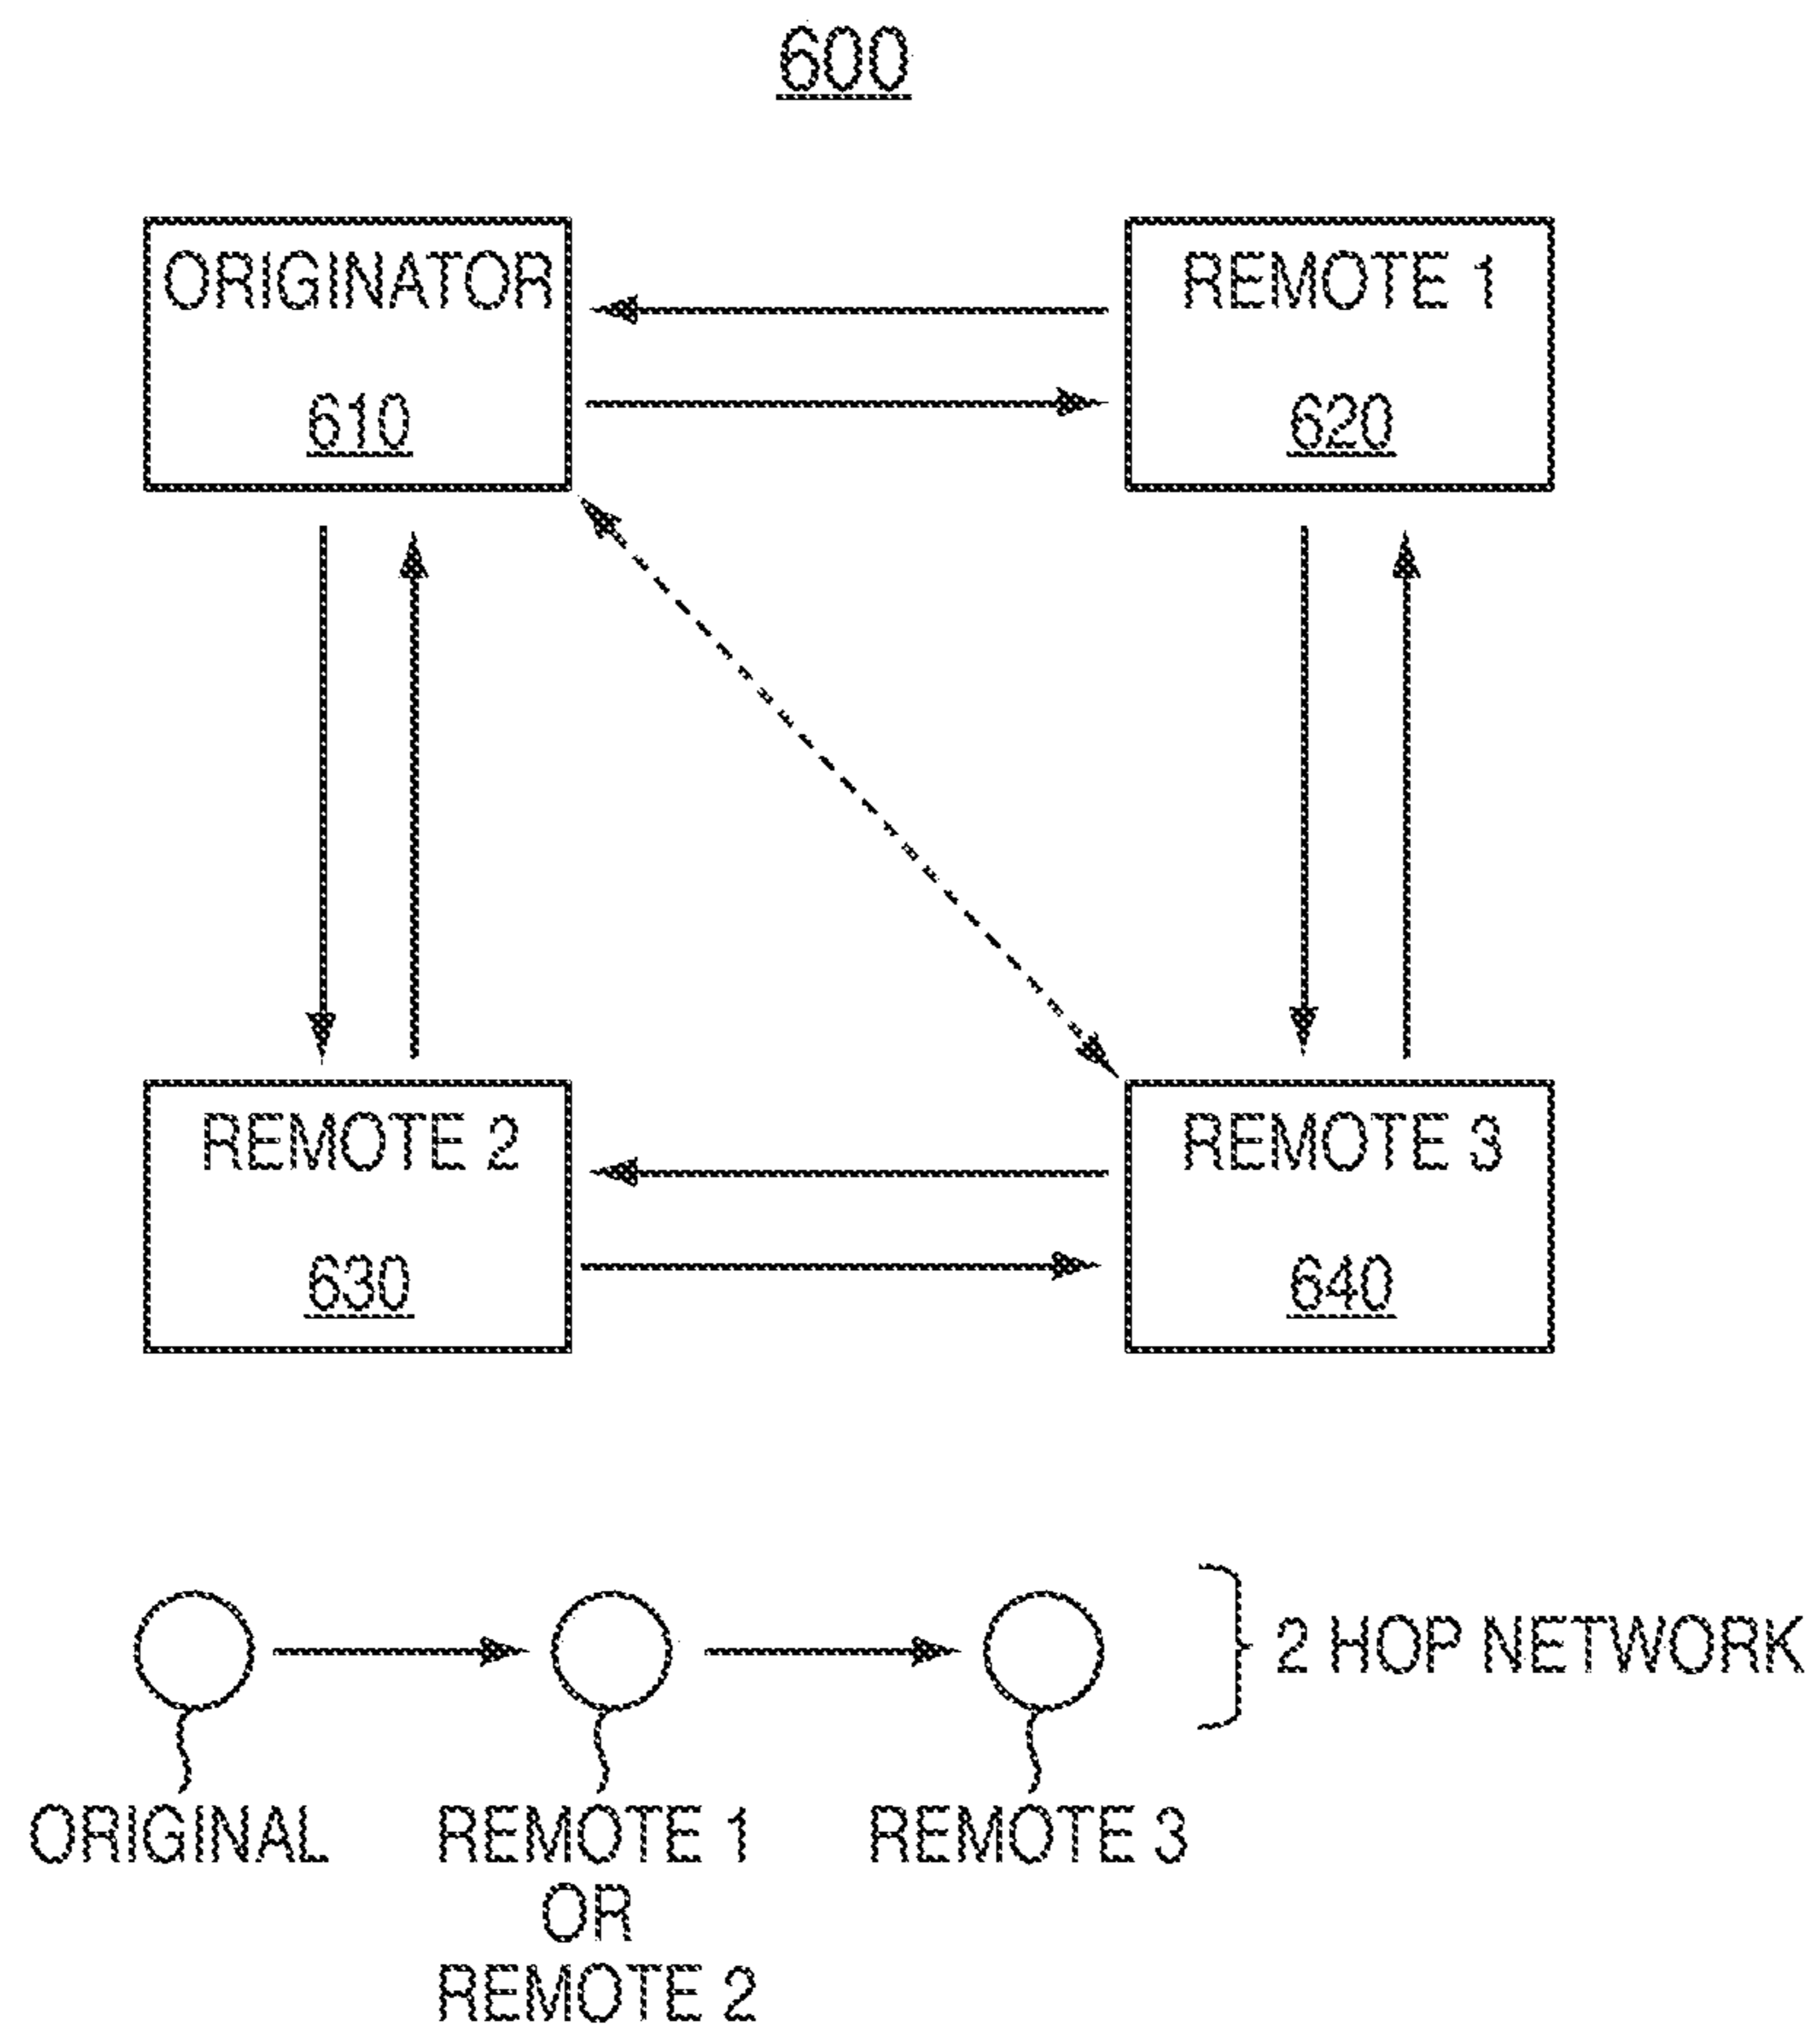 600
ORIGINATOR
610
REMOTE 1
620
REMOTE 2
630
REMOTE 3
640
2 HOP NETWORK
ORIGINAL
REMOTE 1
OR
REMOTE 2
REMOTE 3